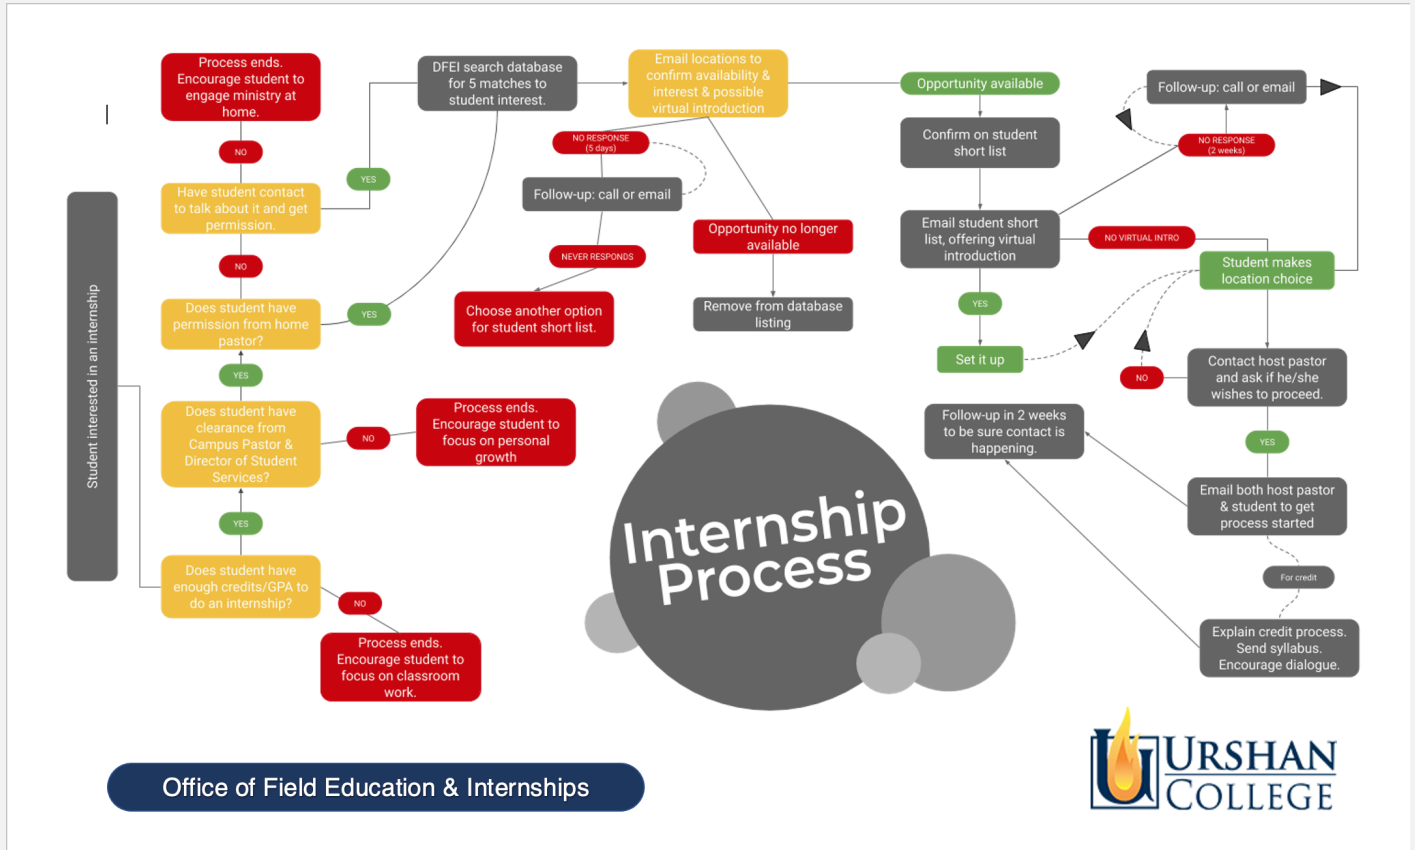 Student interested in an internship
Process ends.
Encourage student to
engage ministry at
home.
NO
Have student contact
to talk about it and get
permission.
YES
NO
Does student have
permission from home
pastor?
YES
YES
Does student have
clearance from
Campus Pastor &
Director of Student
Services?
NO
Process ends.
Encourage student to
focus on personal
growth
YES
Does student have
enough credits/GPA to
do an internship?
NO
Process ends.
Encourage student to
focus on classroom
work.
DFEI search database
for 5 matches to
student interest.
Email locations to
confirm availability &
interest & possible
virtual introduction
NO RESPONSE
(5 days)
Follow-up: call or email
NEVER RESPONDS
Choose another option
for student short list.
Opportunity no longer
available
Remove from database
listing
Opportunity available
Confirm on student
short list
Email student short
list, offering virtual
introduction
YES
Set it up
NO VIRTUAL INTRO
NO RESPONSE
(2 weeks)
Follow-up: call or email
Student makes
location choice
Contact host pastor
and ask if he/she
wishes to proceed.
NO
YES
Email both host pastor
& student to get
process started
Follow-up in 2 weeks
to be sure contact is
happening.
For credit
Explain credit process.
Send syllabus.
Encourage dialogue.
Internship
Process
Office of Field Education & Internships
URSHAN
COLLEGE